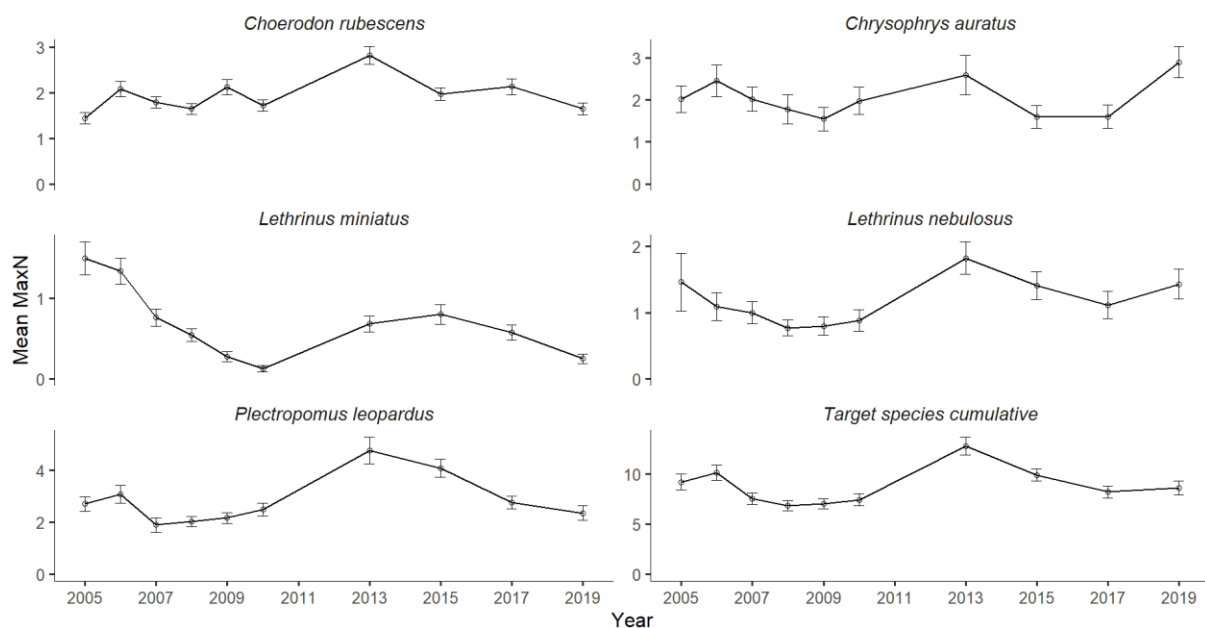 Choerodon rubescens
3
2
1
0
Chrysophrys auratus
3
2
1
0
Mean MaxN
Lethrinus miniatus
1
0
Lethrinus nebulosus
2
1
0
Plectropomus leopardus
4
2
0
2005 2007 2009 2011 2013 2015 2017 2019
Target species cumulative
10
5
0
2005 2007 2009 2011 2013 2015 2017 2019
Year